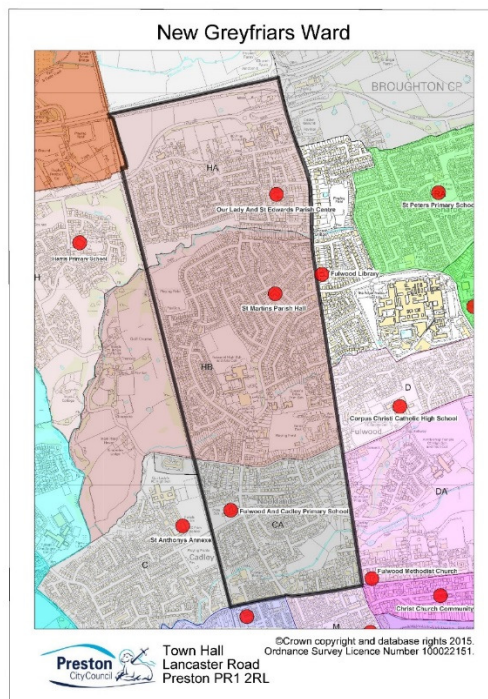 New Greyfriars Ward
BROUGHTON CP
HA
Our Lady And St Edwards Parish Centre
St Peters Primary School
H
Fulwood Library
St Martins Parish Hall
HB
D
Corpus Christi Catholic High School
Fulwood
DA
Fulwood And Cadley Primary School
CA
St Anthonys Annexe
Cadley
C
Fulwood Methodist Church
Christ Church Community
M
Preston
City Council
Town Hall
Lancaster Road
Preston PR1 2RL
©Crown copyright and database rights 2015.
Ordnance Survey Licence Number 100022151.